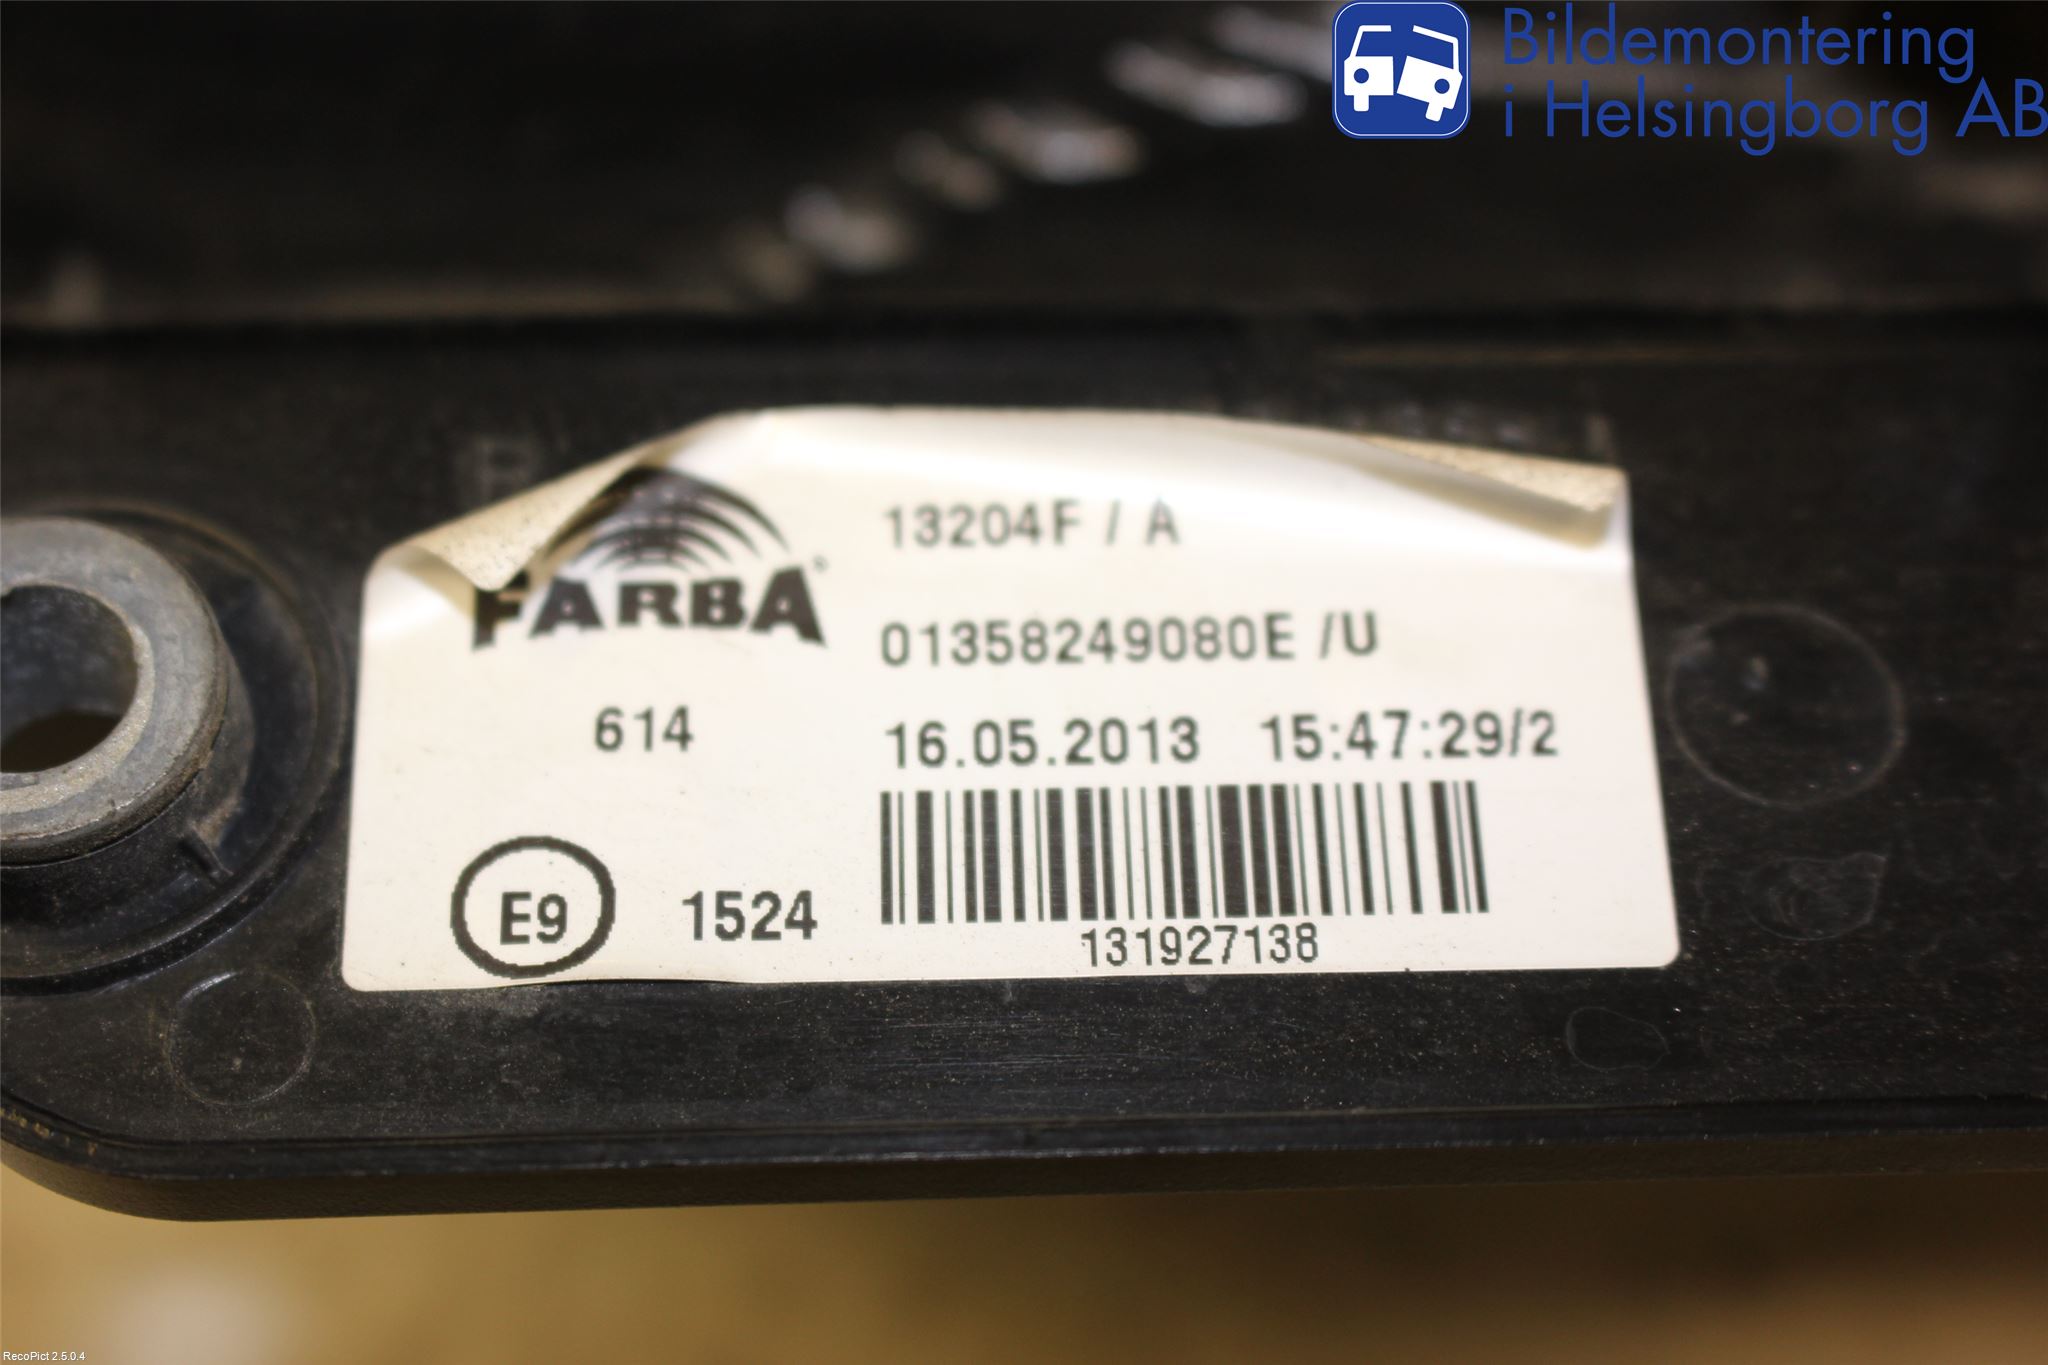 Bildemontering
i Helsingborg AB
FARBA
13204F / A
01358249080E /U
614
16.05.2013 15:47:29/2
E9
1524
131927138
RecoPict 2.5.0.4